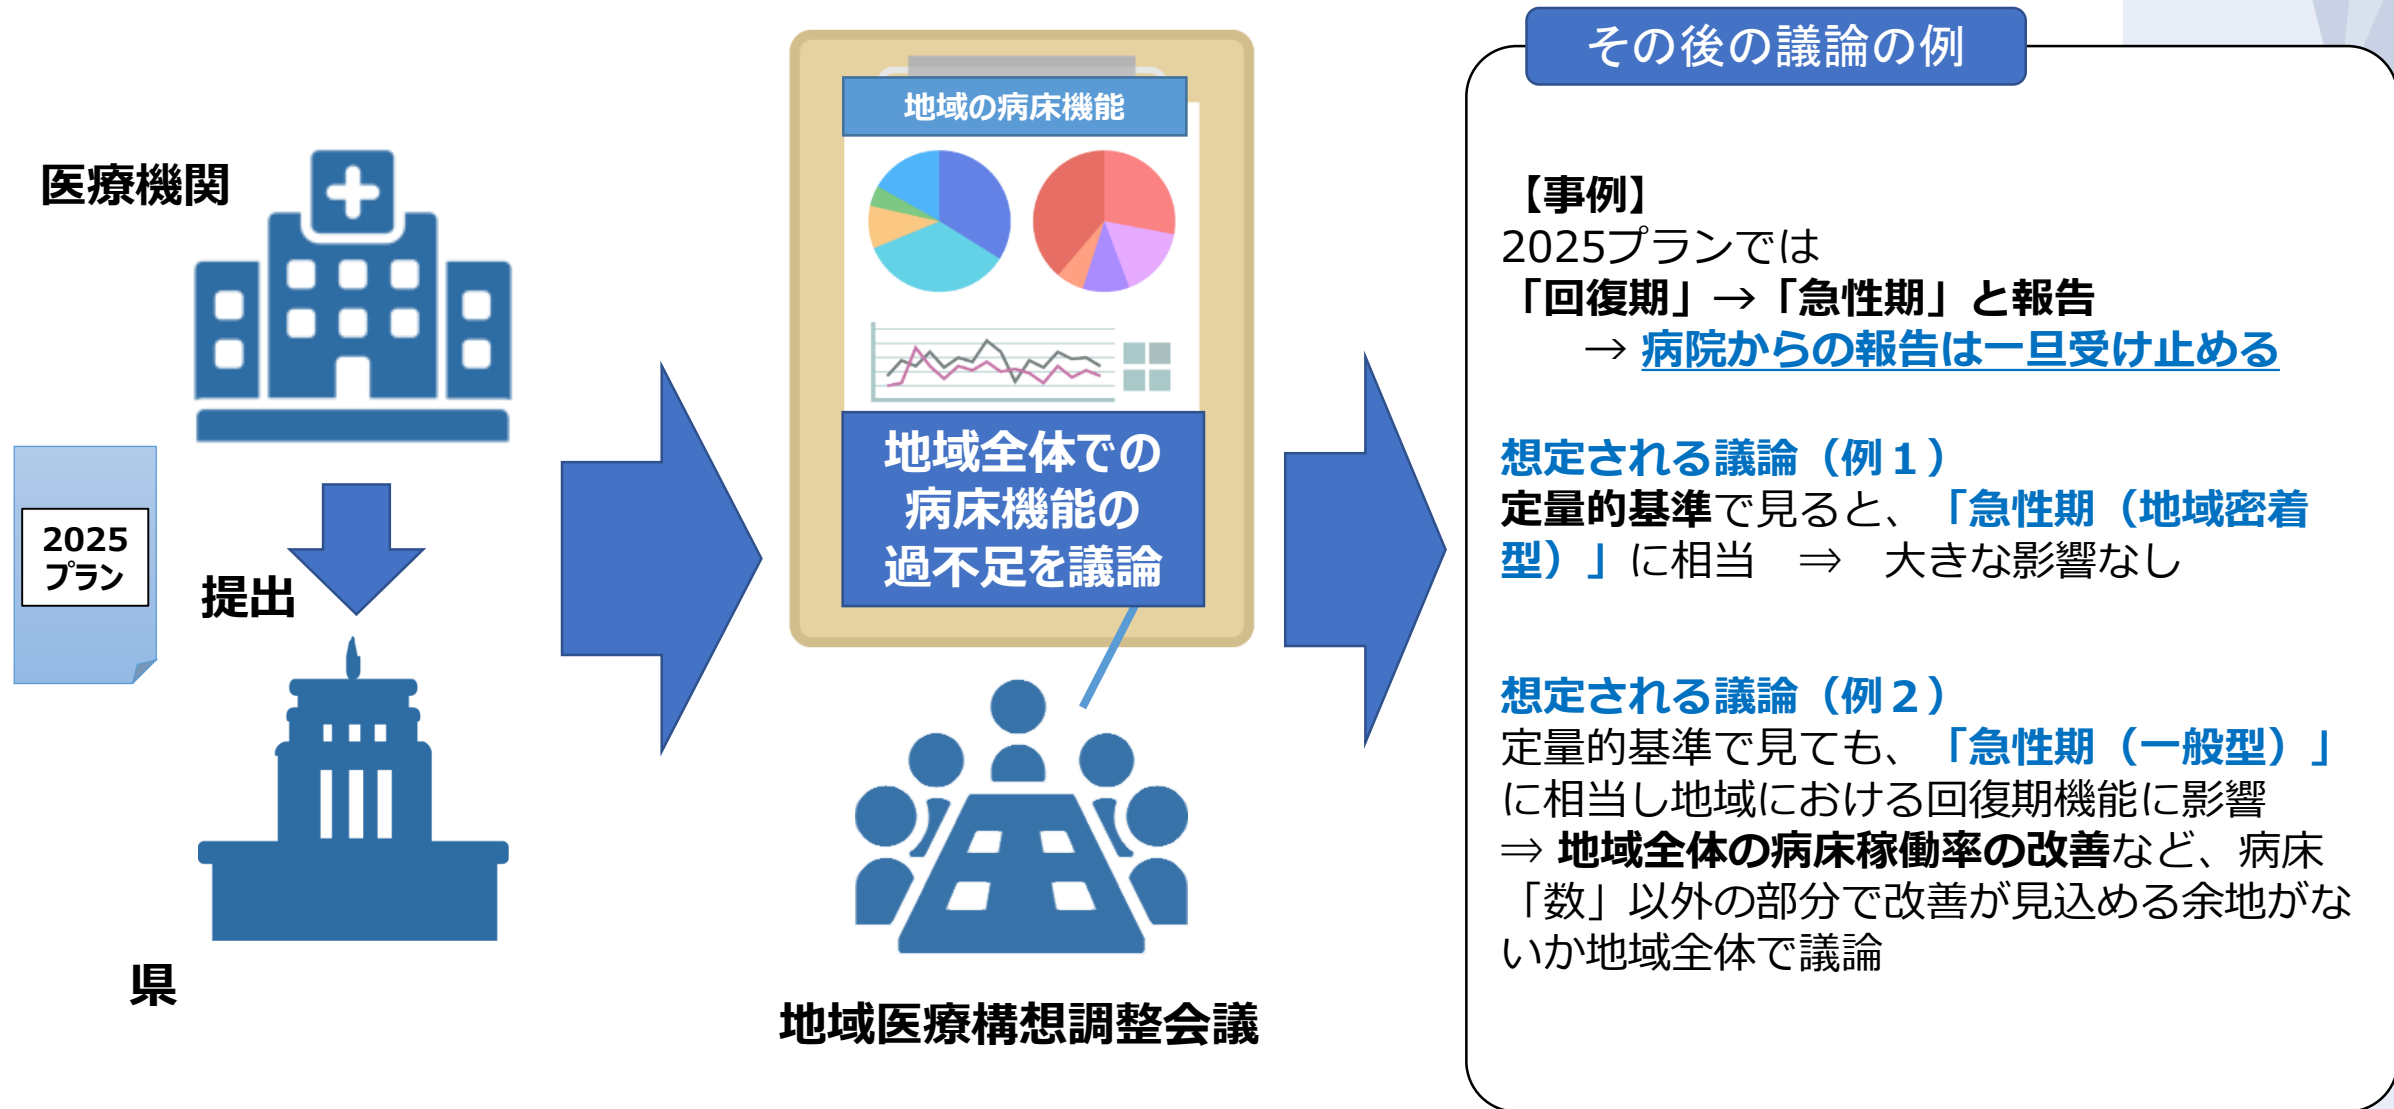 医療機関
2025
プラン
提出
県
地域の病床機能
地域全体での
病床機能の
過不足を議論
地域医療構想調整会議
その後の議論の例
【事例】
2025プランでは
「回復期」→「急性期」と報告
→ 病院からの報告は一旦受け止める
想定される議論（例１）
定量的基準で見ると、「急性期（地域密着
型）」に相当　⇒　大きな影響なし
想定される議論（例２）
定量的基準で見ても、「急性期（一般型）」
に相当し地域における回復期機能に影響
⇒ 地域全体の病床稼働率の改善など、病床
「数」以外の部分で改善が見込める余地がな
いか地域全体で議論